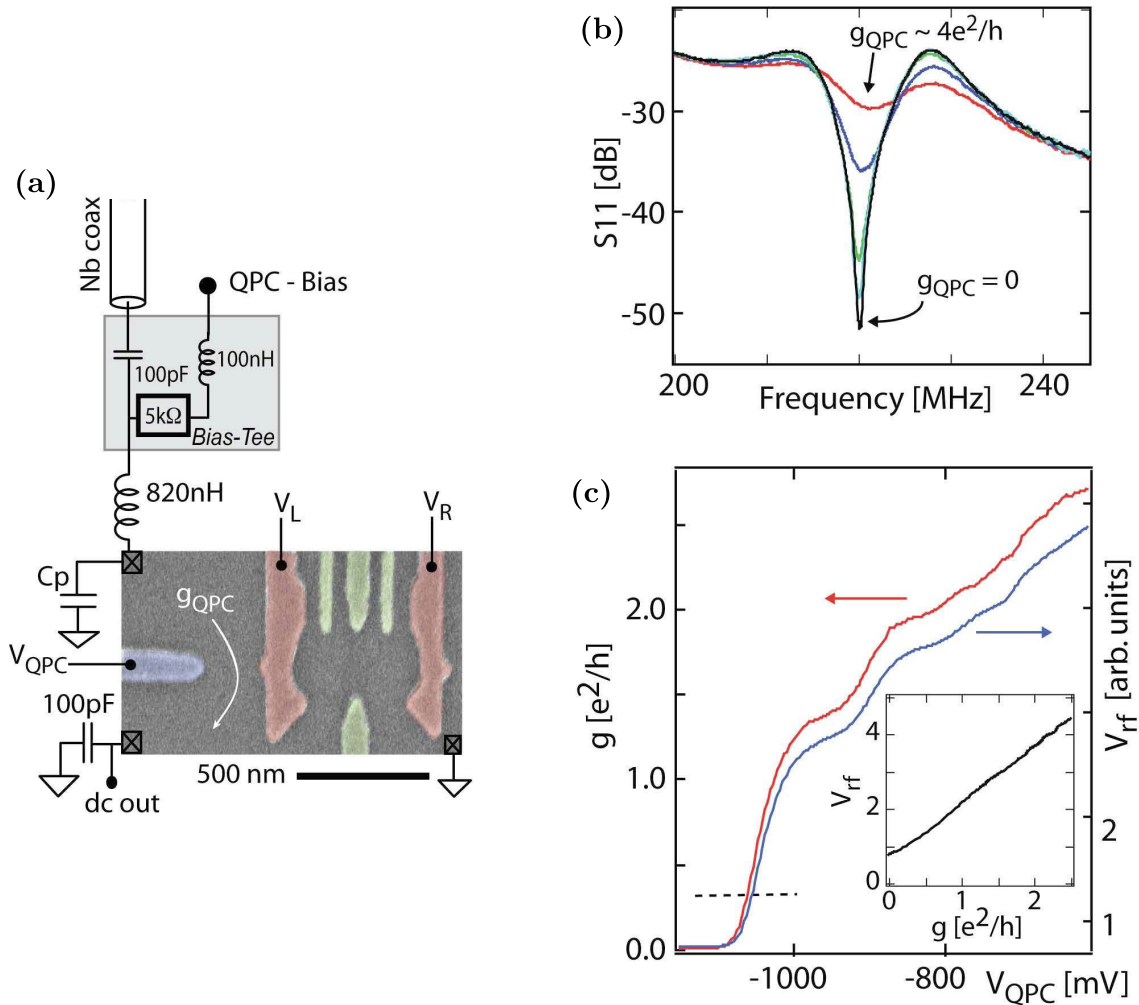 (a)
Nb coax
QPC - Bias
100pF
100nH
5kΩ
Bias-Tee
820nH
V_L
V_R
Cp
g_QPC
V_QPC
100pF
500 nm
dc out
(b)
g_QPC ~ 4e²/h
-30
-40
-50
S11 [dB]
g_QPC = 0
200
240
Frequency [MHz]
(c)
2.0
1.0
0.0
g [e²/h]
-1000
-800
V_QPC [mV]
2
1
V_rf [arb. units]
4
2
0
V_rf
0
1
2
g [e²/h]